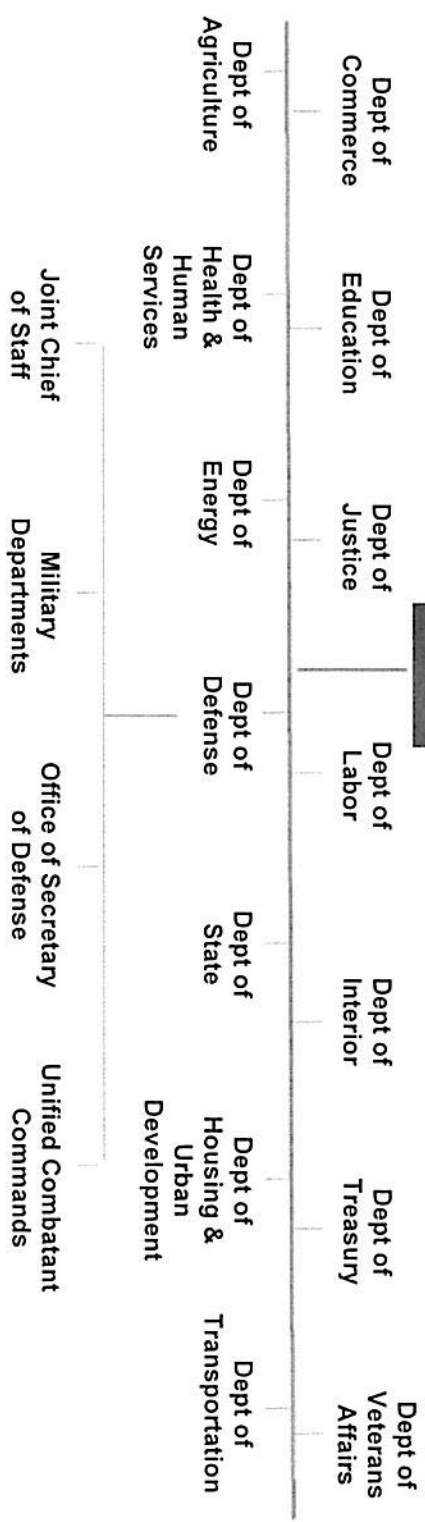 Dept of
Commerce
Dept of
Education
Dept of
Justice
Dept of
Labor
Dept of
Interior
Dept of
Treasury
Dept of
Veterans
Affairs
Dept of
Agriculture
Dept of
Health &
Human
Services
Dept of
Energy
Dept of
Defense
Dept of
State
Dept of
Housing &
Urban
Development
Dept of
Transportation
Joint Chief
of Staff
Military
Departments
Office of Secretary
of Defense
Unified Combatant
Commands